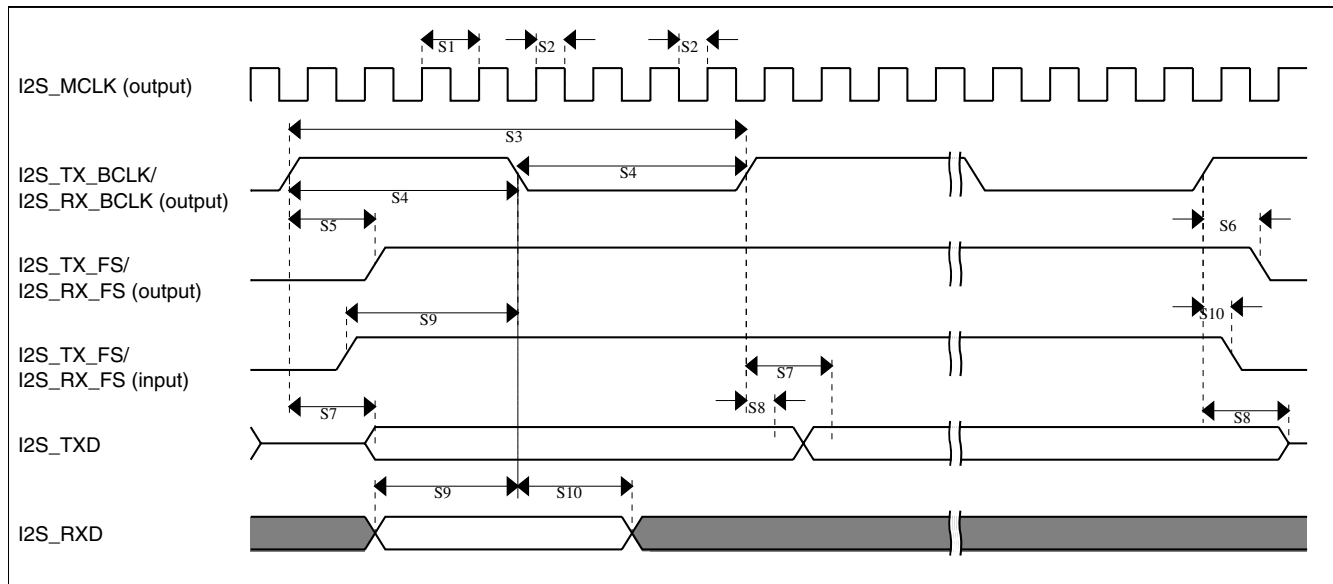 S1
S2
S2
I2S_MCLK (output)
S3
I2S_TX_BCLK/
I2S_RX_BCLK (output)
S4
S4
S5
S6
I2S_TX_FS/
I2S_RX_FS (output)
S9
S10
I2S_TX_FS/
I2S_RX_FS (input)
S7
S7
S8
S8
I2S_TXD
S9
S10
I2S_RXD